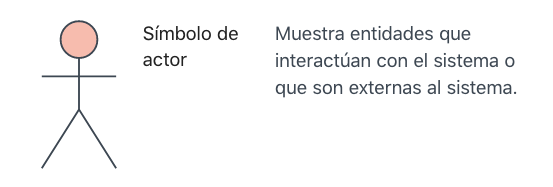 Símbolo de
actor
Muestra entidades que
interactúan con el sistema o
que son externas al sistema.